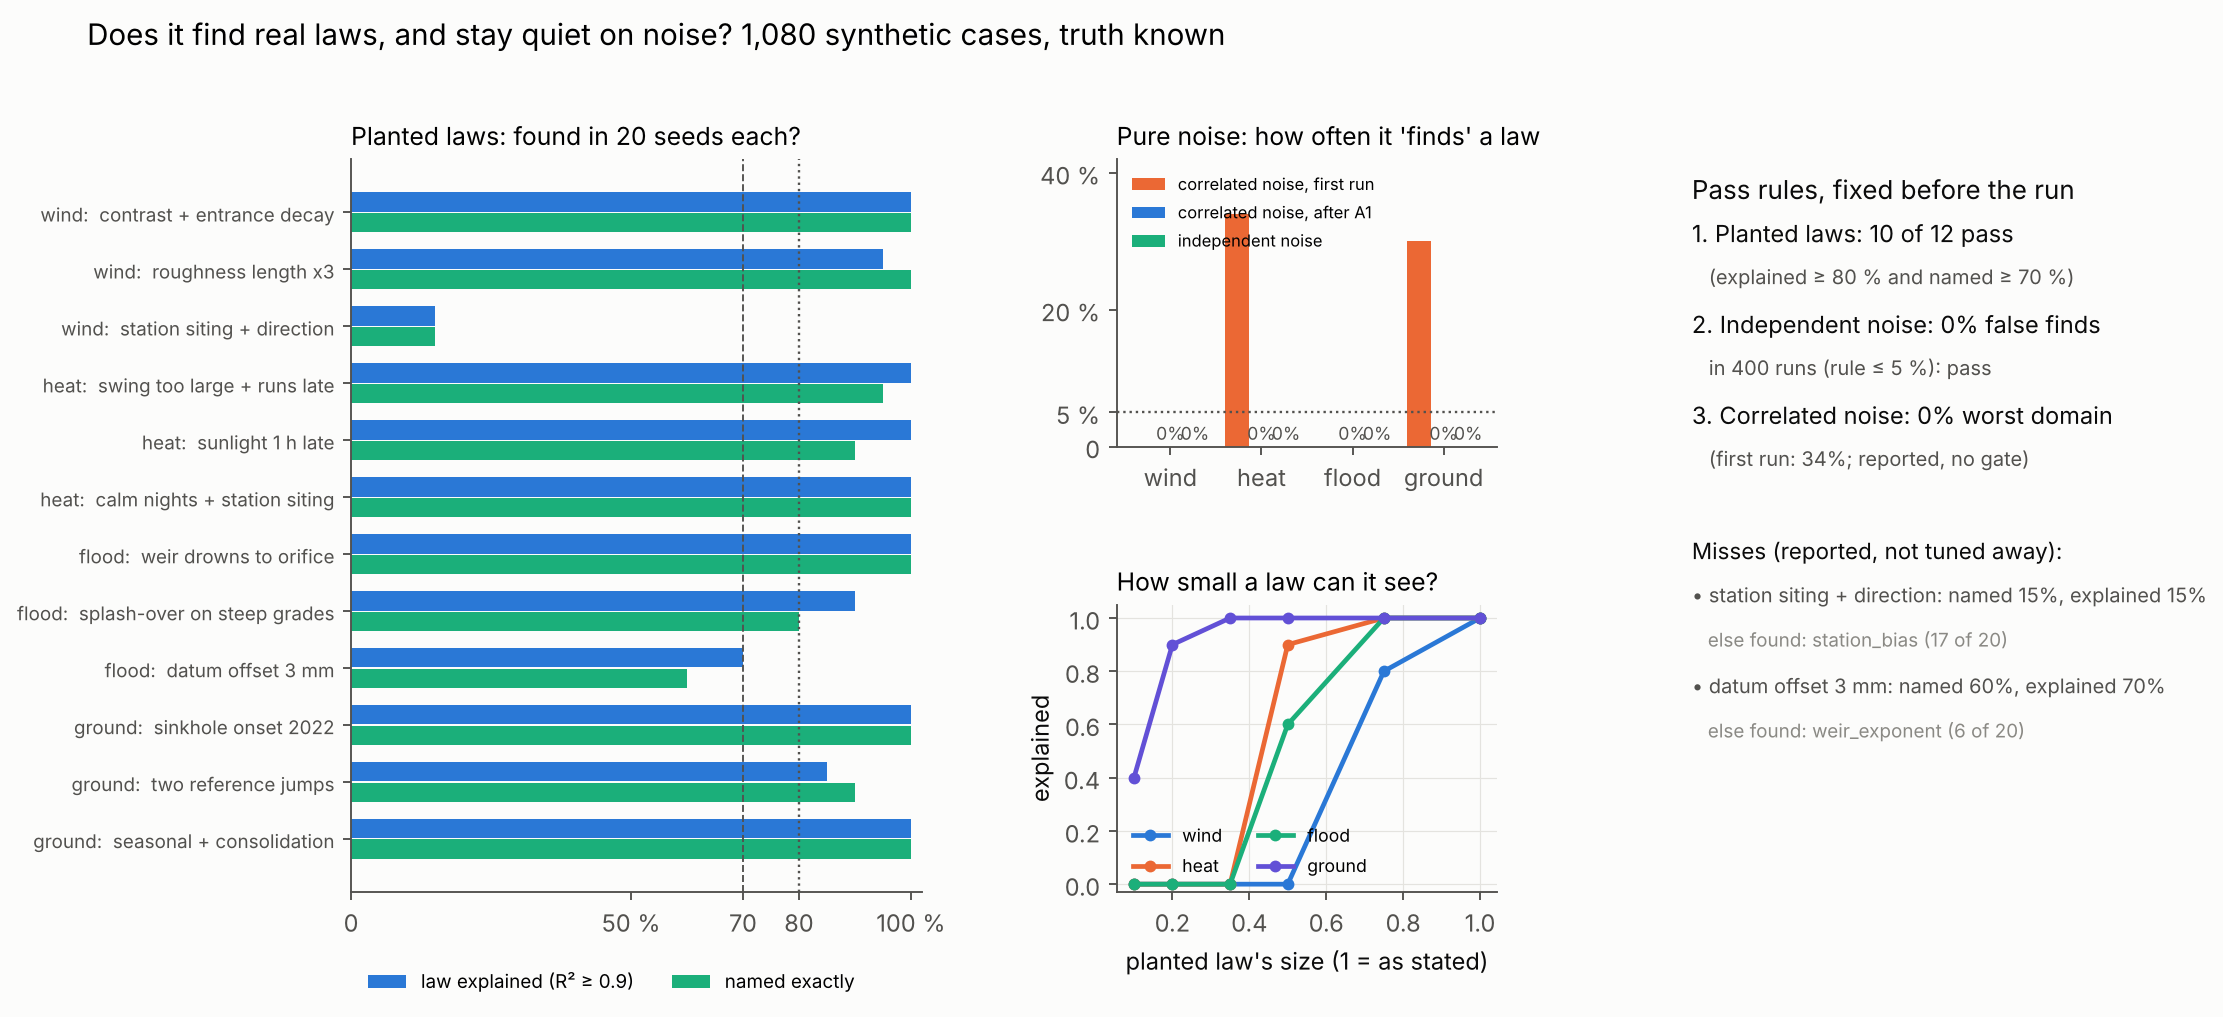 Does it find real laws, and stay quiet on noise? 1,080 synthetic cases, truth known
Planted laws: found in 20 seeds each?
wind:  contrast + entrance decay
wind:  roughness length x3
wind:  station siting + direction
heat:  swing too large + runs late
heat:  sunlight 1 h late
heat:  calm nights + station siting
flood:  weir drowns to orifice
flood:  splash-over on steep grades
flood:  datum offset 3 mm
ground:  sinkhole onset 2022
ground:  two reference jumps
ground:  seasonal + consolidation
0 50 % 70 80 100 %
law explained (R² ≥ 0.9) named exactly
Pure noise: how often it 'finds' a law
40 %
20 %
5 %
0
correlated noise, first run
correlated noise, after A1
independent noise
0% 0% 0% 0% 0% 0% 0% 0%
wind heat flood ground
How small a law can it see?
explained
1.0
0.8
0.6
0.4
0.2
0.0
wind flood
heat ground
0.2 0.4 0.6 0.8 1.0
planted law's size (1 = as stated)
Pass rules, fixed before the run
1. Planted laws: 10 of 12 pass
(explained ≥ 80 % and named ≥ 70 %)
2. Independent noise: 0% false finds
in 400 runs (rule ≤ 5 %): pass
3. Correlated noise: 0% worst domain
(first run: 34%; reported, no gate)
Misses (reported, not tuned away):
• station siting + direction: named 15%, explained 15%
else found: station_bias (17 of 20)
• datum offset 3 mm: named 60%, explained 70%
else found: weir_exponent (6 of 20)